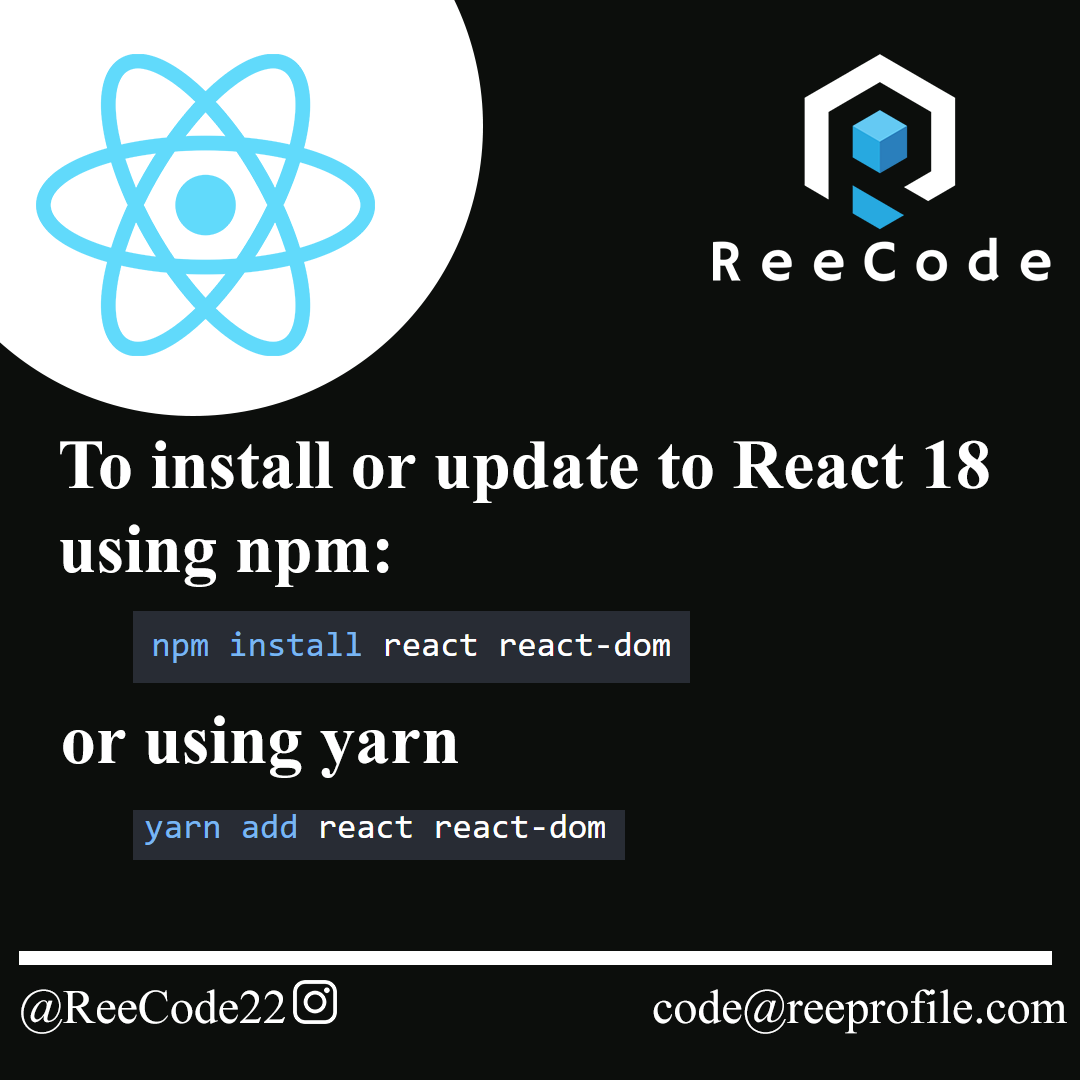 ReeCode
To install or update to React 18
using npm:
npm install react react-dom
or using yarn
yarn add react react-dom
@ReeCode22
code@reeprofile.com